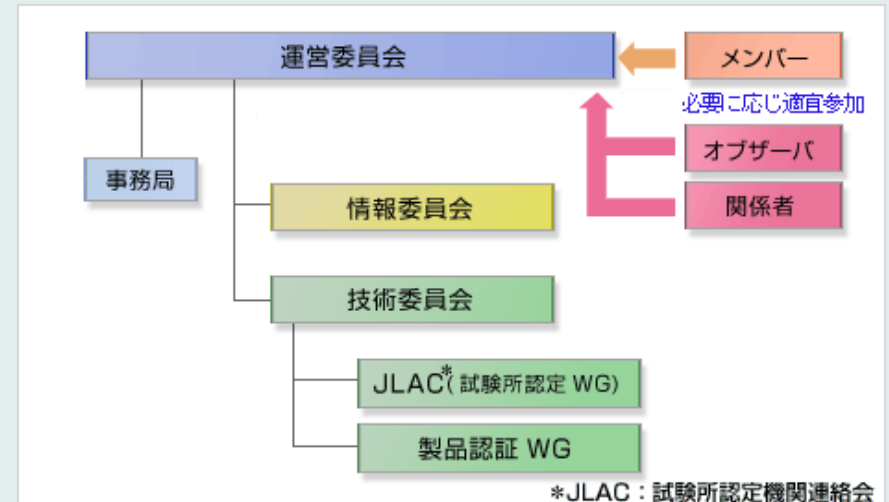 運営委員会
メンバー
必要に応じ適宜参加
オブザーバ
事務局
関係者
情報委員会
技術委員会
JLAC*(試験所認定 WG)
製品認証 WG
*JLAC：試験所認定機関連絡会